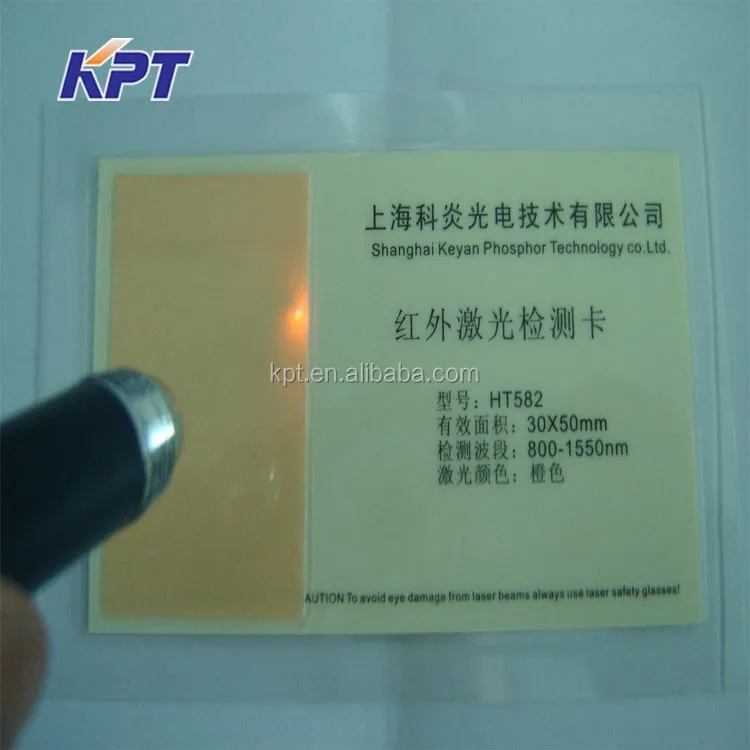 KPT
上海科炎光电技术有限公司
Shanghai Keyan Phosphor Technology co.Ltd.
红外激光检测卡
kpt.en.alibaba.com
型号：HT582
有效面积：30X50mm
检测波段：800-1550nm
激光颜色：橙色
AUTION To avoid eye damage from laser beams always use laser safety glasses!